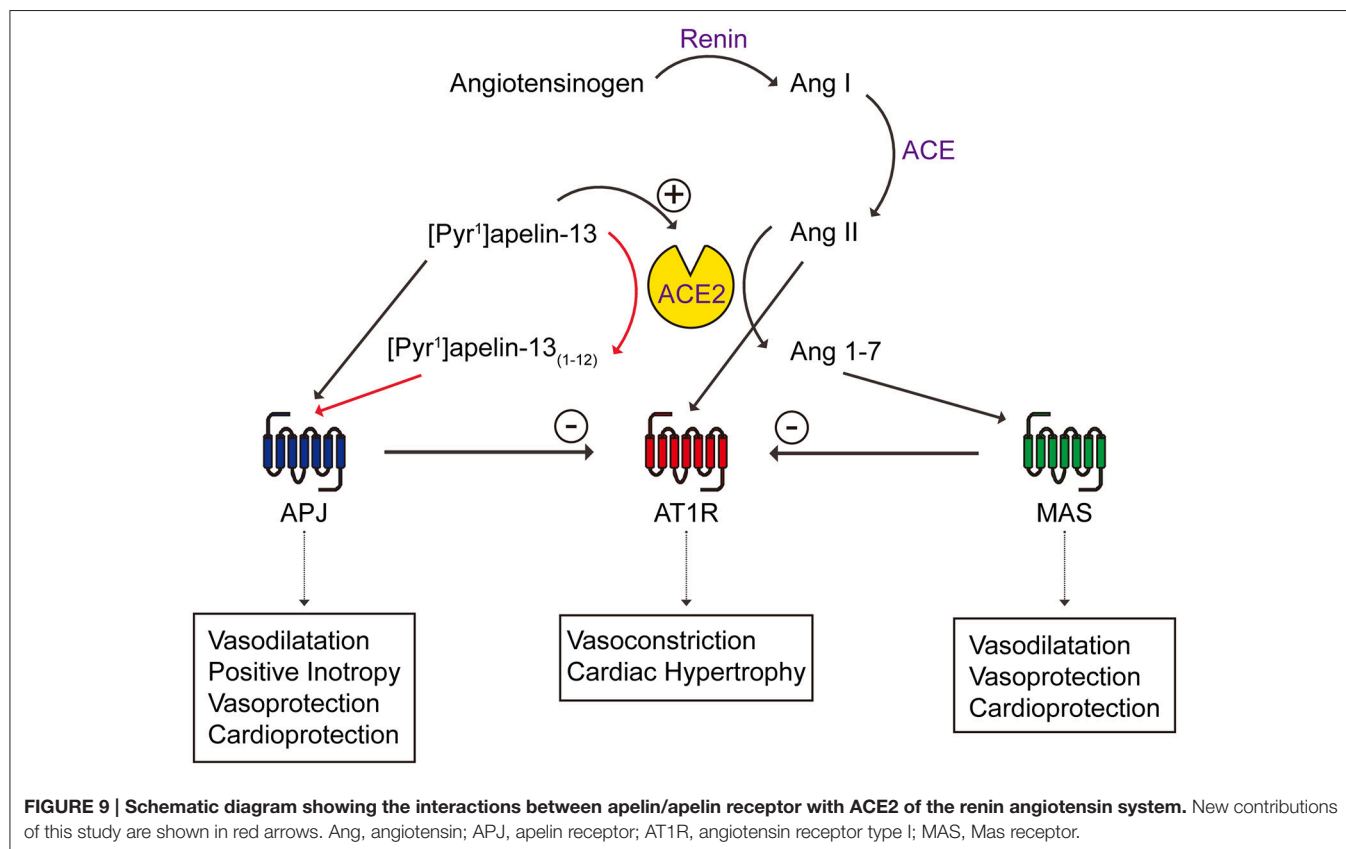 Renin
Angiotensinogen Ang I
ACE
+
[Pyr¹]apelin-13 Ang II
ACE2
[Pyr¹]apelin-13(1-12) Ang 1-7
- -
APJ AT1R MAS
Vasodilatation
Positive Inotropy
Vasoprotection
Cardioprotection
Vasoconstriction
Cardiac Hypertrophy
Vasodilatation
Vasoprotection
Cardioprotection
FIGURE 9 | Schematic diagram showing the interactions between apelin/apelin receptor with ACE2 of the renin angiotensin system. New contributions
of this study are shown in red arrows. Ang, angiotensin; APJ, apelin receptor; AT1R, angiotensin receptor type I; MAS, Mas receptor.